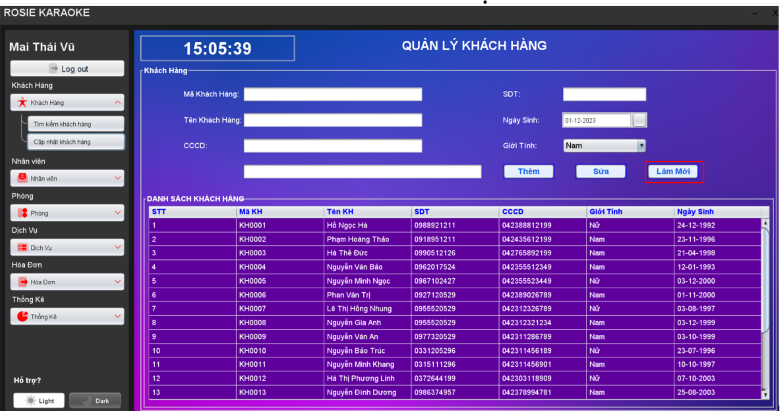 ROSIE KARAOKE
Mai Thái Vũ
Log out
Khách Hàng
Khách Hàng
Tìm kiếm khách hàng
Cập nhật khách hàng
Nhân viên
Nhân viên
Phòng
Phòng
Dịch Vụ
Dịch Vụ
Hóa Đơn
Hóa Đơn
Thống Kê
Thống Kê
Hỗ trợ?
Light
Dark
15:05:39
QUẢN LÝ KHÁCH HÀNG
Khách Hàng
Mã Khách Hàng:
SDT:
Tên Khách Hàng:
Ngày Sinh:
01-12-2023
CCCD:
Giới Tính:
Nam
Thêm
Sửa
Làm Mới
DANH SÁCH KHÁCH HÀNG
STT Mã KH Tên KH SDT CCCD Giới Tính Ngày Sinh
1 KH0001 Hồ Ngọc Hà 0988921211 042388812199 Nữ 24-12-1992
2 KH0002 Phạm Hoàng Thảo 0918951211 042435612199 Nam 23-11-1996
3 KH0003 Hà Thế Đức 0990512126 042765892199 Nam 21-04-1998
4 KH0004 Nguyễn Văn Bảo 0962017524 042355512349 Nam 12-01-1993
5 KH0005 Nguyễn Minh Ngọc 0967102427 042355523449 Nữ 03-12-2000
6 KH0006 Phan Văn Trị 0927120529 042389026789 Nam 01-11-2000
7 KH0007 Lê Thị Hồng Nhung 0955520529 042312326789 Nữ 03-08-1997
8 KH0008 Nguyễn Gia Anh 0955520529 042312321234 Nam 03-12-1999
9 KH0009 Nguyễn Văn An 0977320529 042311286789 Nam 03-10-1999
10 KH0010 Nguyễn Bảo Trúc 0331205296 042311456189 Nữ 23-07-1996
11 KH0011 Nguyễn Minh Khang 0315111296 042311456801 Nam 10-10-1997
12 KH0012 Hà Thị Phương Linh 0372644199 042303118909 Nữ 07-10-2003
13 KH0013 Nguyễn Đình Dương 0986374957 042378994781 Nam 25-08-2003